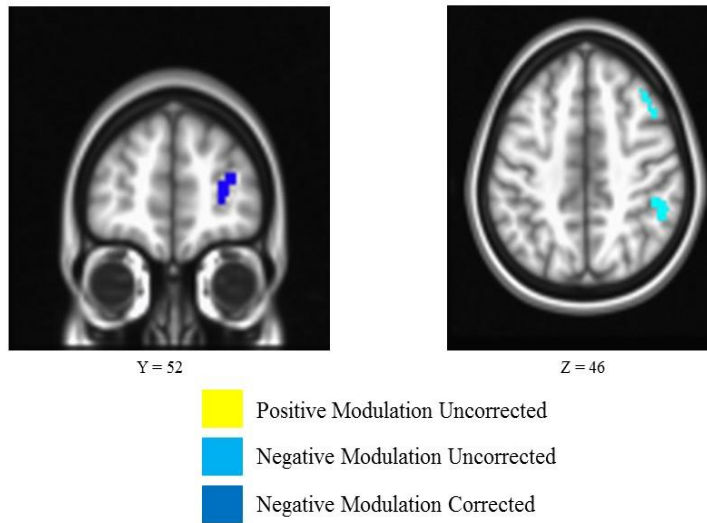 Y = 52
Z = 46
Positive Modulation Uncorrected
Negative Modulation Uncorrected
Negative Modulation Corrected